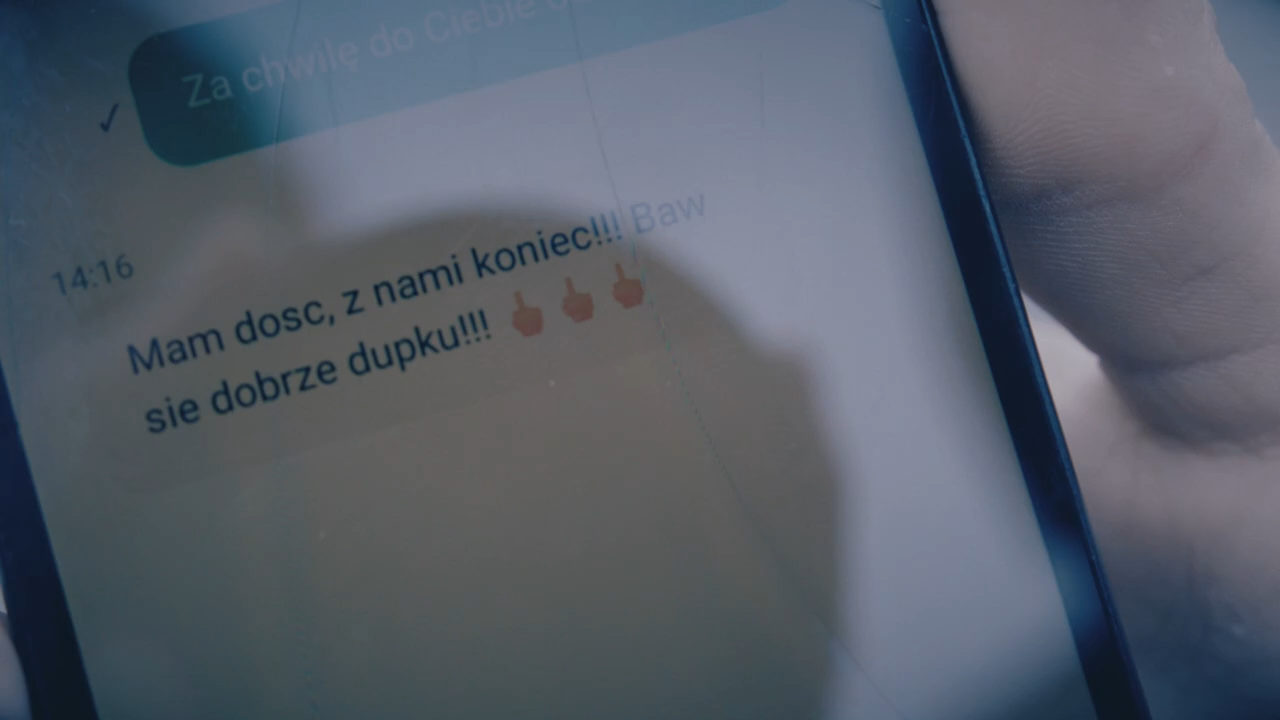 Za chwilę do Ciebie
14:16
Mam dosc, z nami koniec!!! Baw
sie dobrze dupku!!! 🖕🖕🖕